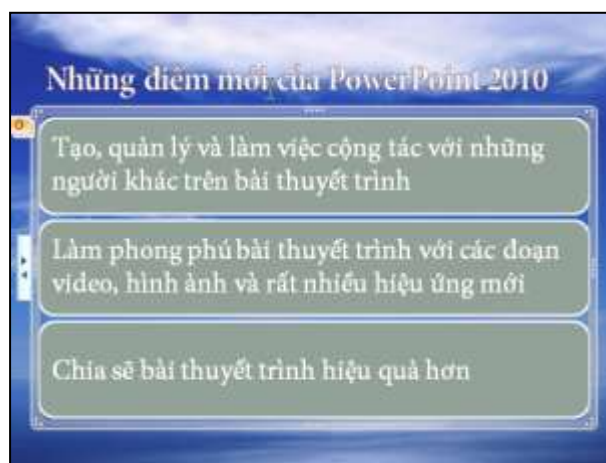 Những điểm mới của PowerPoint 2010
Tạo, quản lý và làm việc cộng tác với những
người khác trên bài thuyết trình
Làm phong phú bài thuyết trình với các đoạn
video, hình ảnh và rất nhiều hiệu ứng mới
Chia sẽ bài thuyết trình hiệu quả hơn